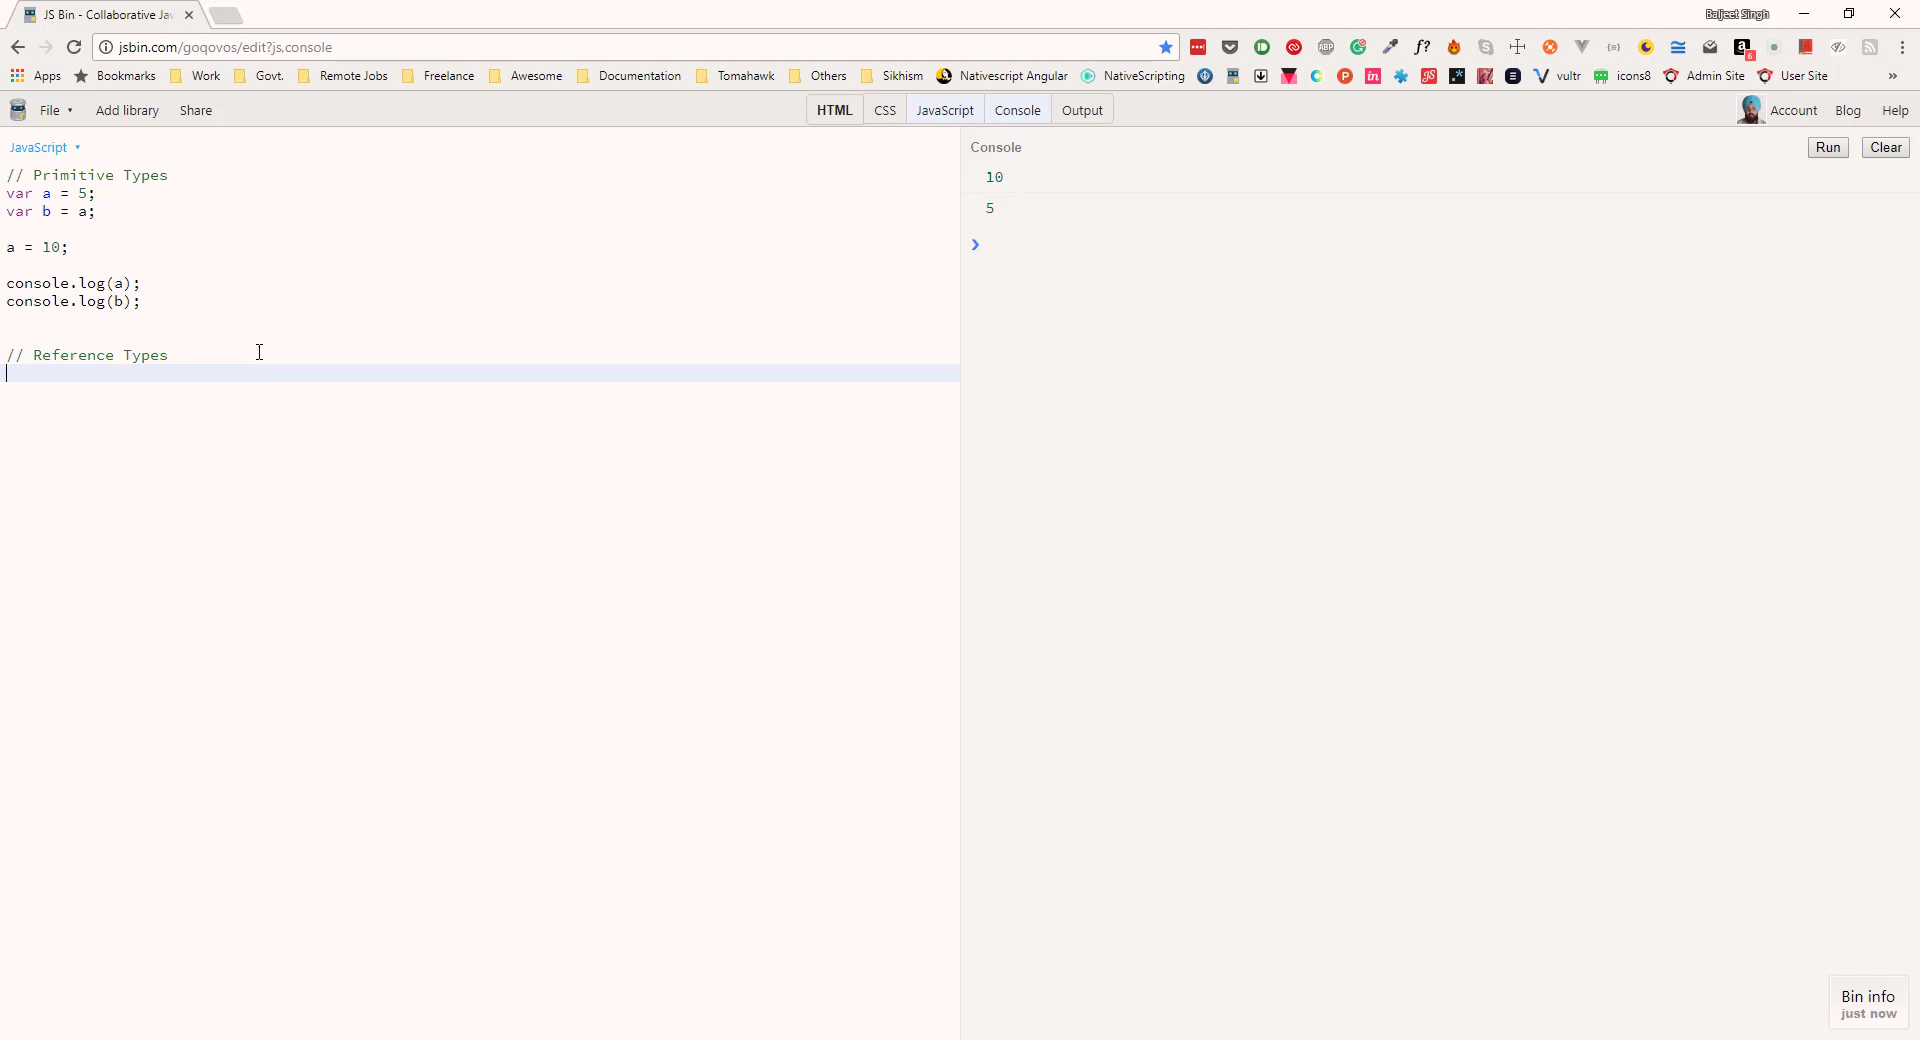 JS Bin - Collaborative Jav
Baljeet Singh
jsbin.com/goqovos/edit?js,console
Apps Bookmarks Work Govt. Remote Jobs Freelance Awesome Documentation Tomahawk Others Sikhism Nativescript Angular NativeScripting vultr icons8 Admin Site User Site »
File Add library Share HTML CSS JavaScript Console Output Account Blog Help
JavaScript
// Primitive Types
var a = 5;
var b = a;
a = 10;
console.log(a);
console.log(b);
// Reference Types
Console Run Clear
10
5
Bin info
just now